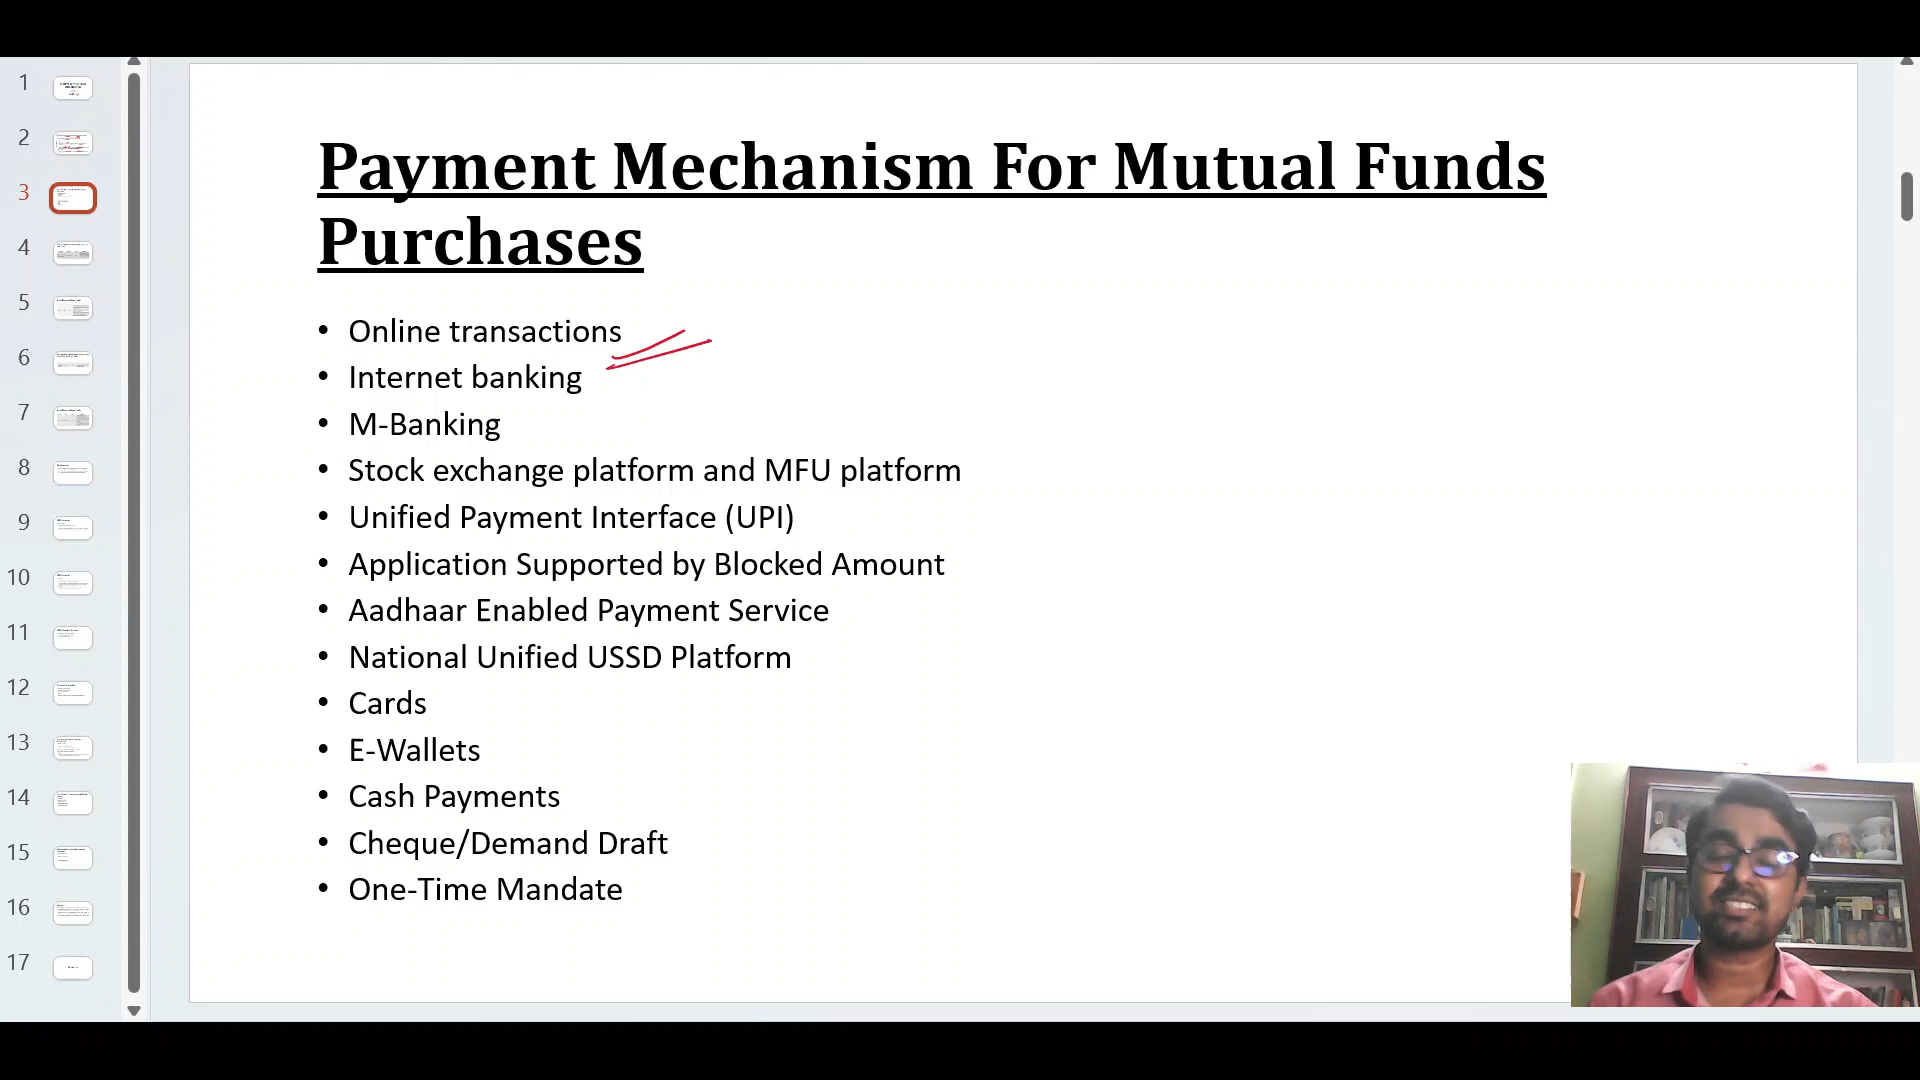 Payment Mechanism For Mutual Funds
Purchases
• Online transactions
• Internet banking
• M-Banking
• Stock exchange platform and MFU platform
• Unified Payment Interface (UPI)
• Application Supported by Blocked Amount
• Aadhaar Enabled Payment Service
• National Unified USSD Platform
• Cards
• E-Wallets
• Cash Payments
• Cheque/Demand Draft
• One-Time Mandate
1
2
3
4
5
6
7
8
9
10
11
12
13
14
15
16
17